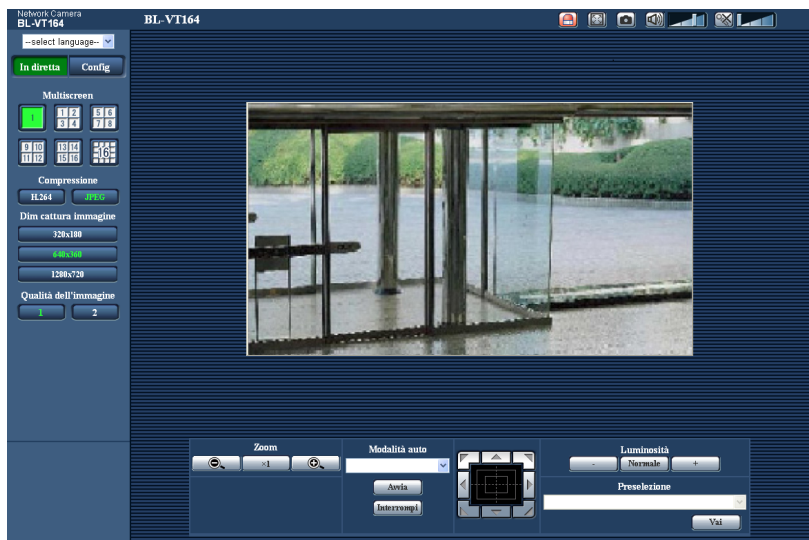 Network Camera
BL-VT164
BL-VT164
--select language--
In diretta Config
Multiscreen
1
1 2
3 4
5 6
7 8
9 10
11 12
13 14
15 16
16
Compressione
H.264 JPEG
Dim cattura immagine
320x180
640x360
1280x720
Qualità dell'immagine
1 2
Zoom
×1
Modalità auto
Avvia
Interrompi
Luminosità
- Normale +
Preselezione
Vai